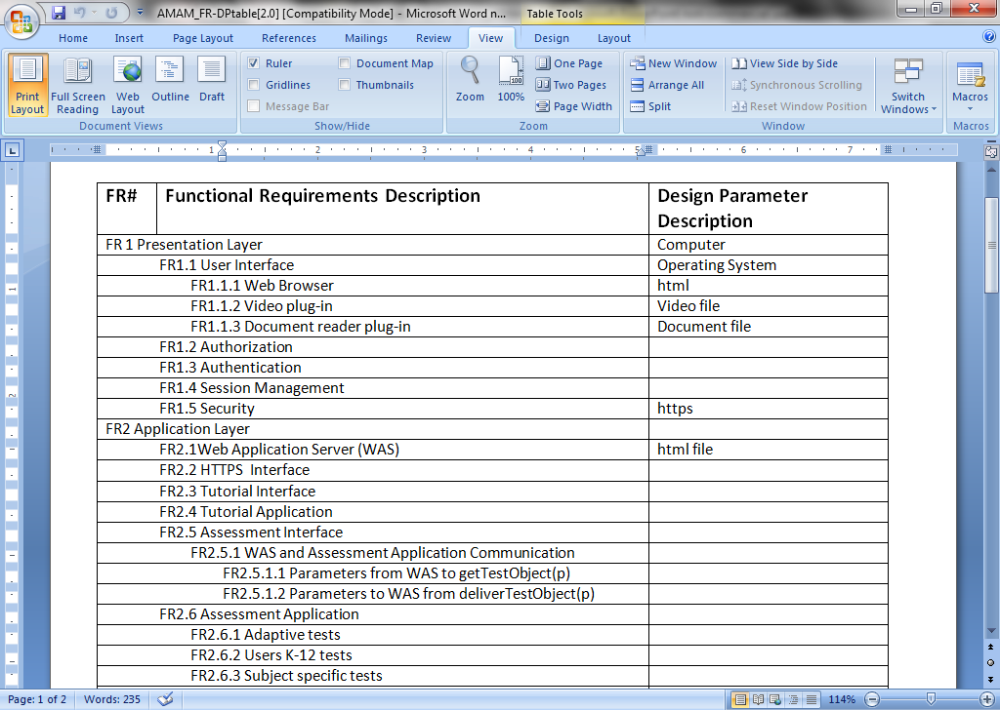 AMAM_FR-DPtable[2.0] [Compatibility Mode] - Microsoft Word n... Table Tools
Home Insert Page Layout References Mailings Review View Design Layout
Print Layout
Full Screen Reading
Web Layout
Outline
Draft
Document Views
Ruler
Gridlines
Message Bar
Document Map
Thumbnails
Show/Hide
Zoom
100%
One Page
Two Pages
Page Width
Zoom
New Window
Arrange All
Split
View Side by Side
Synchronous Scrolling
Reset Window Position
Switch Windows
Window
Macros
Macros
1 2 3 4 5 6 7
FR# Functional Requirements Description Design Parameter
Description
FR 1 Presentation Layer Computer
FR1.1 User Interface Operating System
FR1.1.1 Web Browser html
FR1.1.2 Video plug-in Video file
FR1.1.3 Document reader plug-in Document file
FR1.2 Authorization
FR1.3 Authentication
FR1.4 Session Management
FR1.5 Security https
FR2 Application Layer
FR2.1Web Application Server (WAS) html file
FR2.2 HTTPS  Interface
FR2.3 Tutorial Interface
FR2.4 Tutorial Application
FR2.5 Assessment Interface
FR2.5.1 WAS and Assessment Application Communication
FR2.5.1.1 Parameters from WAS to getTestObject(p)
FR2.5.1.2 Parameters to WAS from deliverTestObject(p)
FR2.6 Assessment Application
FR2.6.1 Adaptive tests
FR2.6.2 Users K-12 tests
FR2.6.3 Subject specific tests
Page: 1 of 2 Words: 235 114%